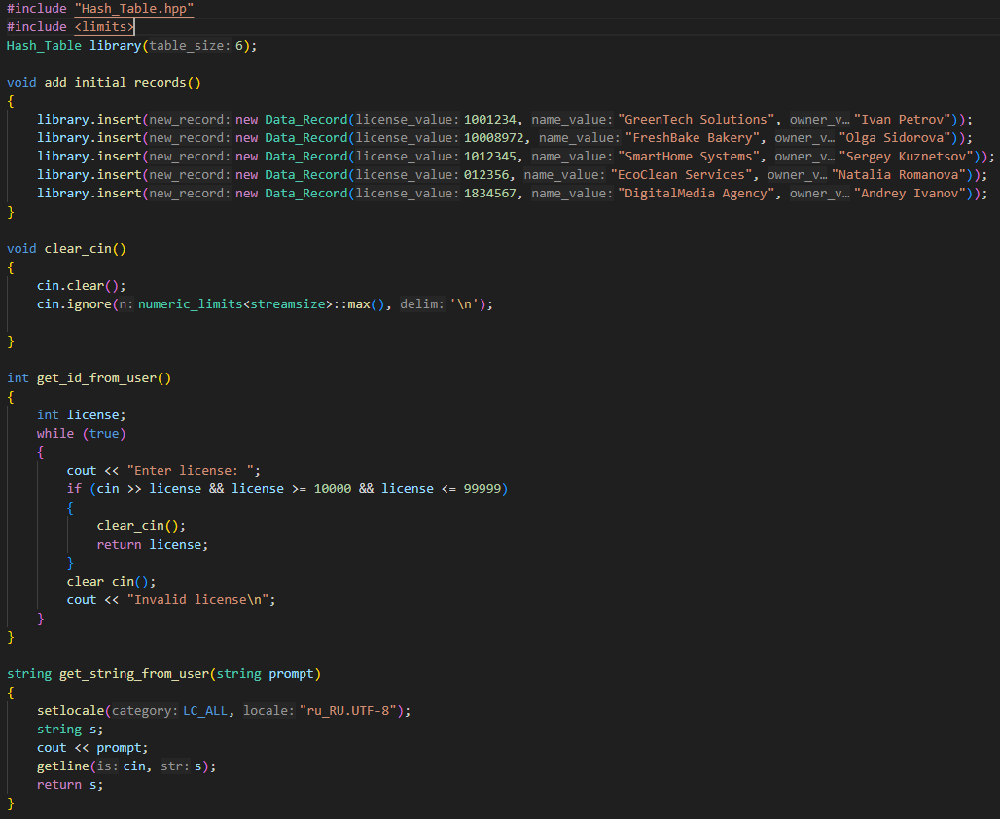 #include "Hash_Table.hpp"
#include <limits>
Hash_Table library(table_size: 6);
void add_initial_records()
{
library.insert(new_record: new Data_Record(license_value: 1001234, name_value: "GreenTech Solutions", owner_v… "Ivan Petrov"));
library.insert(new_record: new Data_Record(license_value: 10008972, name_value: "FreshBake Bakery", owner_v… "Olga Sidorova"));
library.insert(new_record: new Data_Record(license_value: 1012345, name_value: "SmartHome Systems", owner_v… "Sergey Kuznetsov"));
library.insert(new_record: new Data_Record(license_value: 012356, name_value: "EcoClean Services", owner_v… "Natalia Romanova"));
library.insert(new_record: new Data_Record(license_value: 1834567, name_value: "DigitalMedia Agency", owner_v… "Andrey Ivanov"));
}
void clear_cin()
{
cin.clear();
cin.ignore(n: numeric_limits<streamsize>::max(), delim: '\n');
}
int get_id_from_user()
{
int license;
while (true)
{
cout << "Enter license: ";
if (cin >> license && license >= 10000 && license <= 99999)
{
clear_cin();
return license;
}
clear_cin();
cout << "Invalid license\n";
}
}
string get_string_from_user(string prompt)
{
setlocale(category: LC_ALL, locale: "ru_RU.UTF-8");
string s;
cout << prompt;
getline(is: cin, str: s);
return s;
}